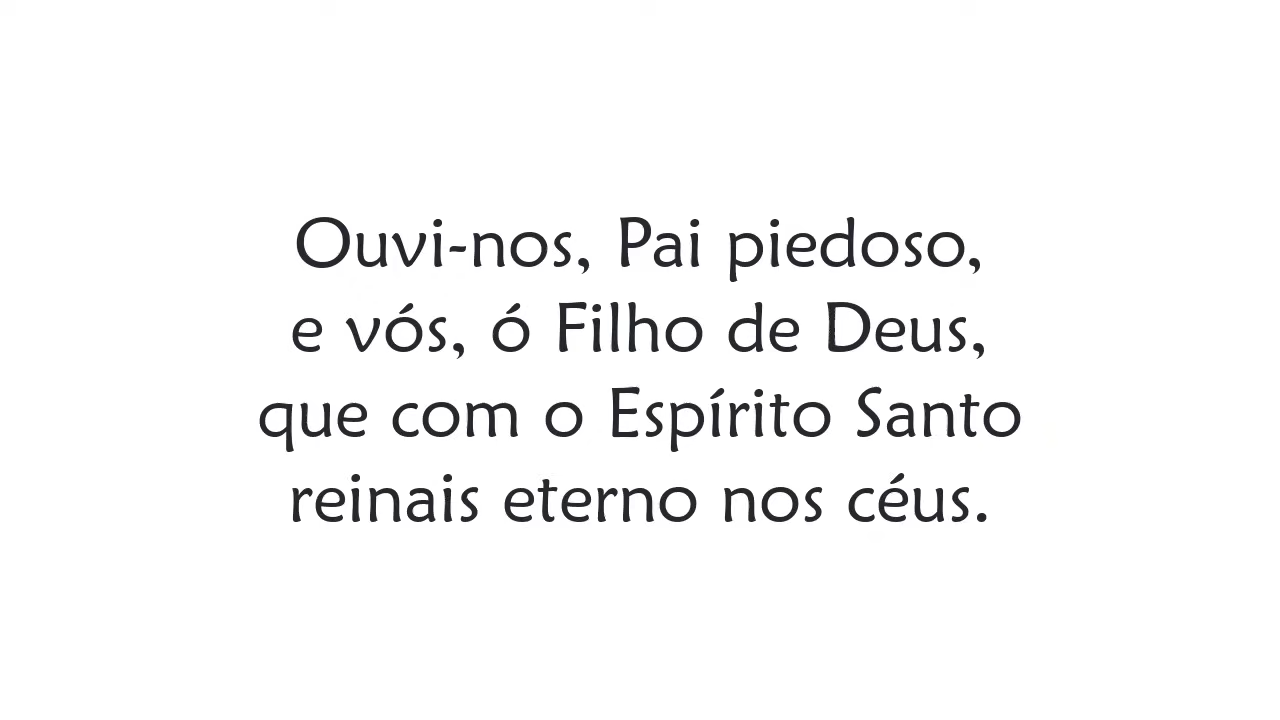 Ouvi-nos, Pai piedoso,
e vós, ó Filho de Deus,
que com o Espírito Santo
reinais eterno nos céus.